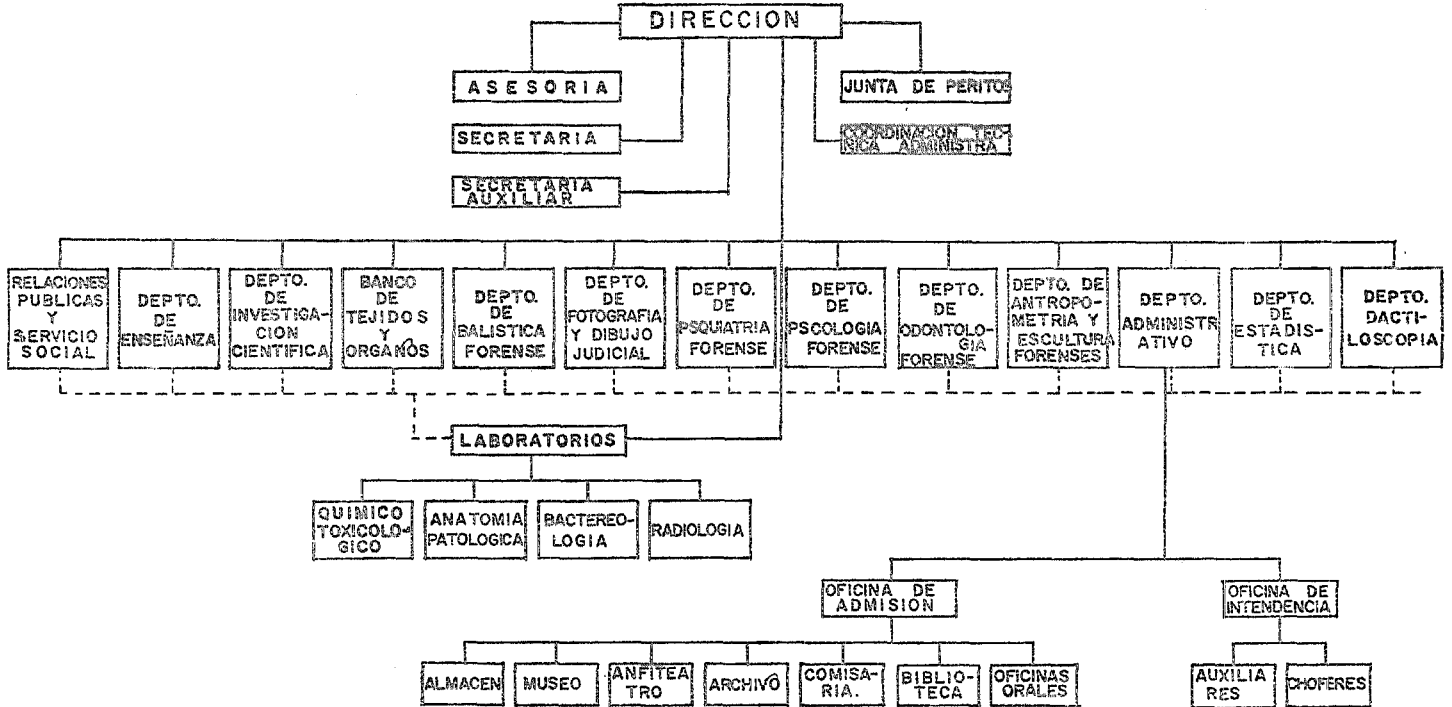 DIRECCION
ASESORIA
JUNTA DE PERITOS
SECRETARIA
COORDINACION TEC-
NICA ADMINISTRA
SECRETARIA
AUXILIAR
RELACIONES
PUBLICAS
Y
SERVICIO
SOCIAL
DEPTO.
DE
ENSEÑANZA
DEPTO.
DE
INVESTIGA-
CION
CIENTIFICA
BANCO
DE
TEJIDOS
Y
ORGANOS
DEPTO.
DE
BALISTICA
FORENSE
DEPTO.
DE
FOTOGRAFIA
Y DIBUJO
JUDICIAL
DEPTO.
DE
PSQUIATRIA
FORENSE
DEPTO.
DE
PSCOLOGIA
FORENSE
DEPTO.
DE
ODONTOLO-
GIA
FORENSE
DEPTO. DE
ANTROPO-
METRIA Y
ESCULTURA
FORENSES
DEPTO.
ADMINISTR
ATIVO
DEPTO.
DE
ESTADIS-
TICA
DEPTO.
DACTI-
LOSCOPIA
LABORATORIOS
QUIMICO
TOXICOLO-
GICO
ANATOMIA
PATOLOGICA
BACTEREO-
LOGIA
RADIOLOGIA
OFICINA DE
ADMISION
OFICINA DE
INTENDENCIA
ALMACEN
MUSEO
ANFITEA
TRO
ARCHIVO
COMISA-
RIA.
BIBLIO-
TECA
OFICINAS
ORALES
AUXILIA
RES
CHOFERES